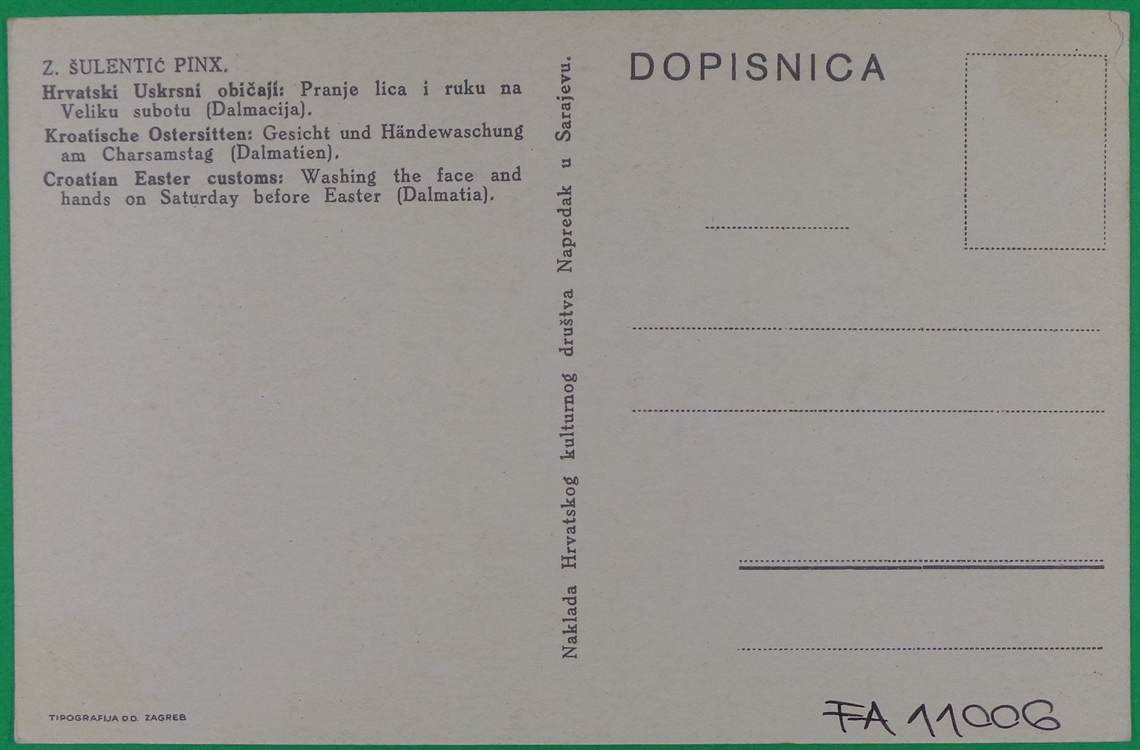 Z. ŠULENTIĆ PINX.
Hrvatski Uskrsni običaji: Pranje lica i ruku na
Veliku subotu (Dalmacija).
Kroatische Ostersitten: Gesicht und Händewaschung
am Charsamstag (Dalmatien).
Croatian Easter customs: Washing the face and
hands on Saturday before Easter (Dalmatia).
TIPOGRAFIJA D.D. ZAGREB
Naklada Hrvatskog kulturnog društva Napredak u Sarajevu.
DOPISNICA
FA 11006